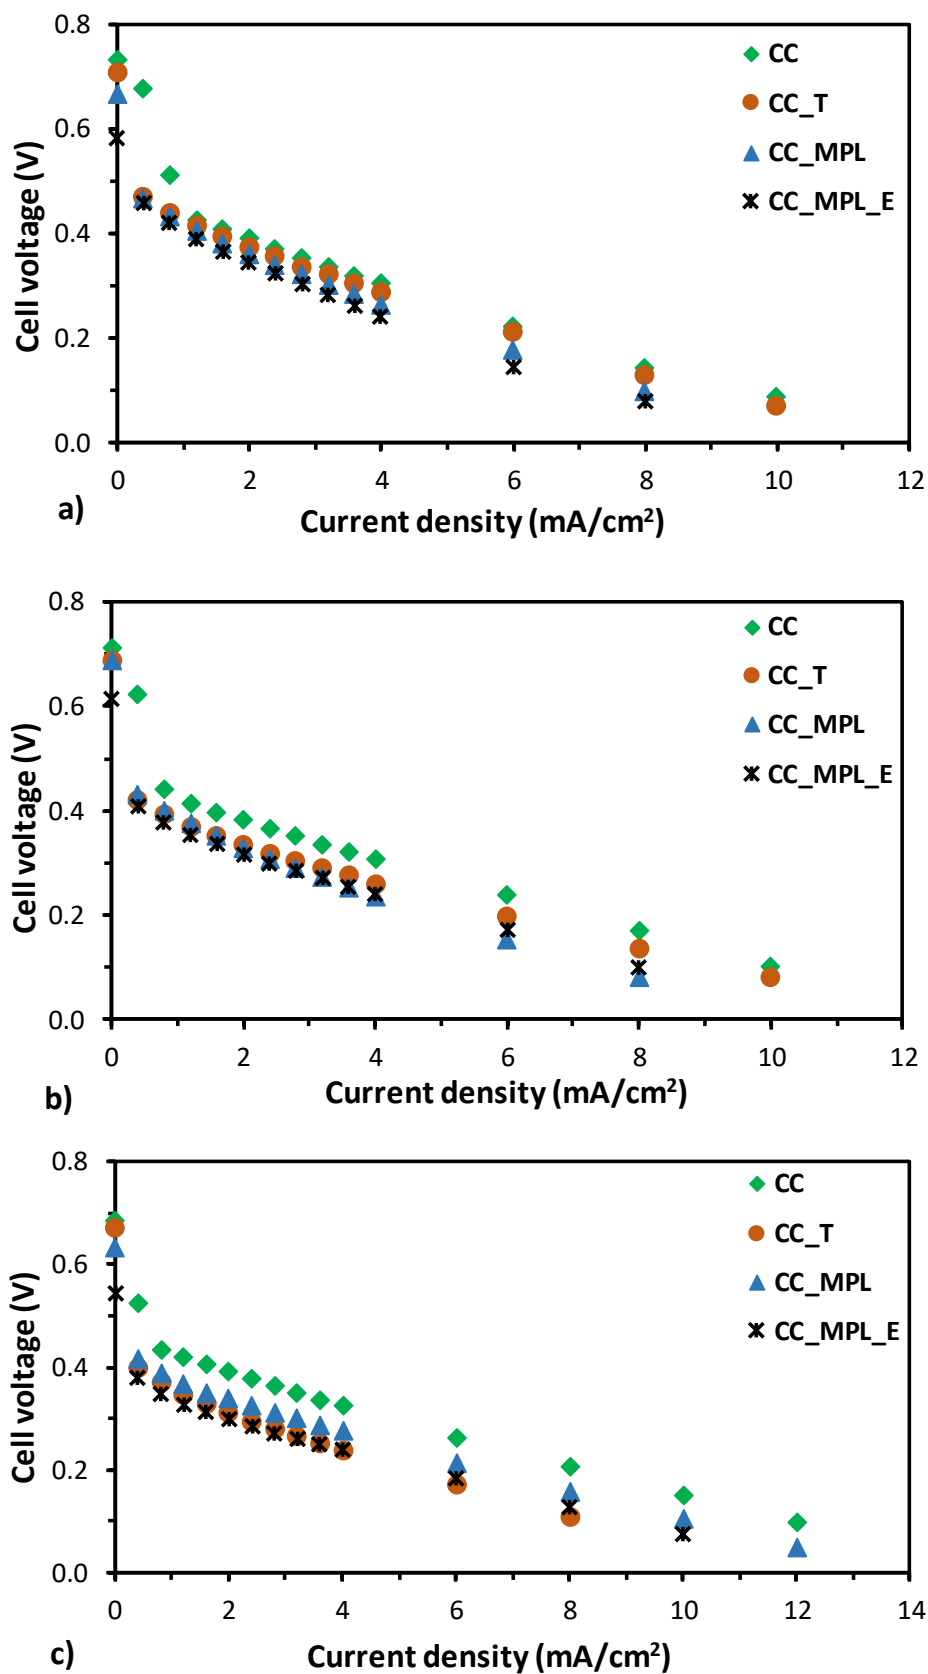 0.8
CC
CC_T
0.6
CC_MPL
CC_MPL_E
0.4
0.2
0.0
0 2 4 6 8 10 12
Cell voltage (V)
a)
Current density (mA/cm²)
0.8
CC
CC_T
0.6
CC_MPL
CC_MPL_E
0.4
0.2
0.0
0 2 4 6 8 10 12
Cell voltage (V)
b)
Current density (mA/cm²)
0.8
CC
CC_T
0.6
CC_MPL
CC_MPL_E
0.4
0.2
0.0
0 2 4 6 8 10 12 14
Cell voltage (V)
c)
Current density (mA/cm²)